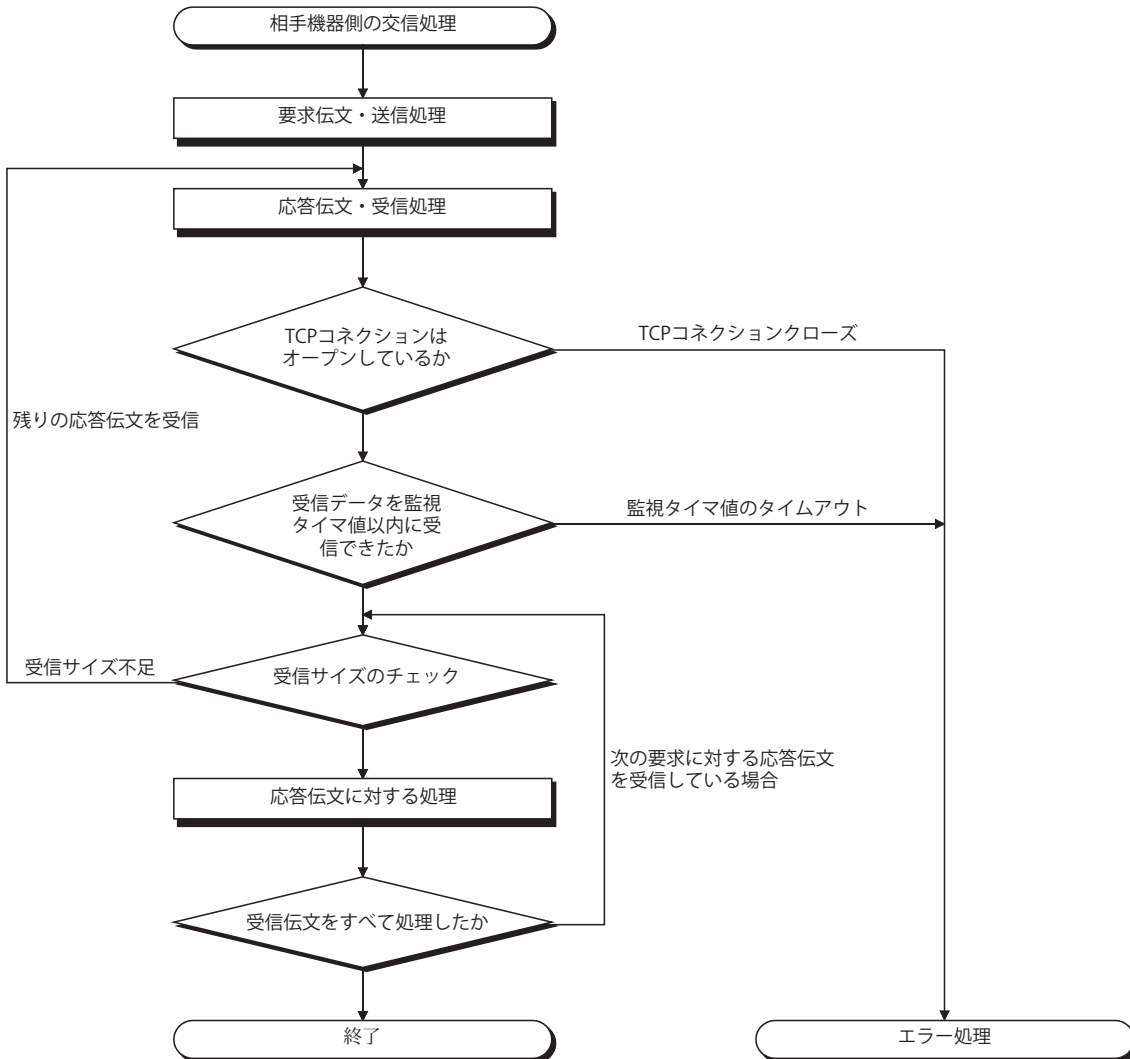 相手機器側の交信処理
要求伝文・送信処理
応答伝文・受信処理
TCPコネクションは
オープンしているか
TCPコネクションクローズ
残りの応答伝文を受信
受信データを監視
タイマ値以内に受
信できたか
監視タイマ値のタイムアウト
受信サイズ不足
受信サイズのチェック
次の要求に対する応答伝文
を受信している場合
応答伝文に対する処理
受信伝文をすべて処理したか
終了
エラー処理